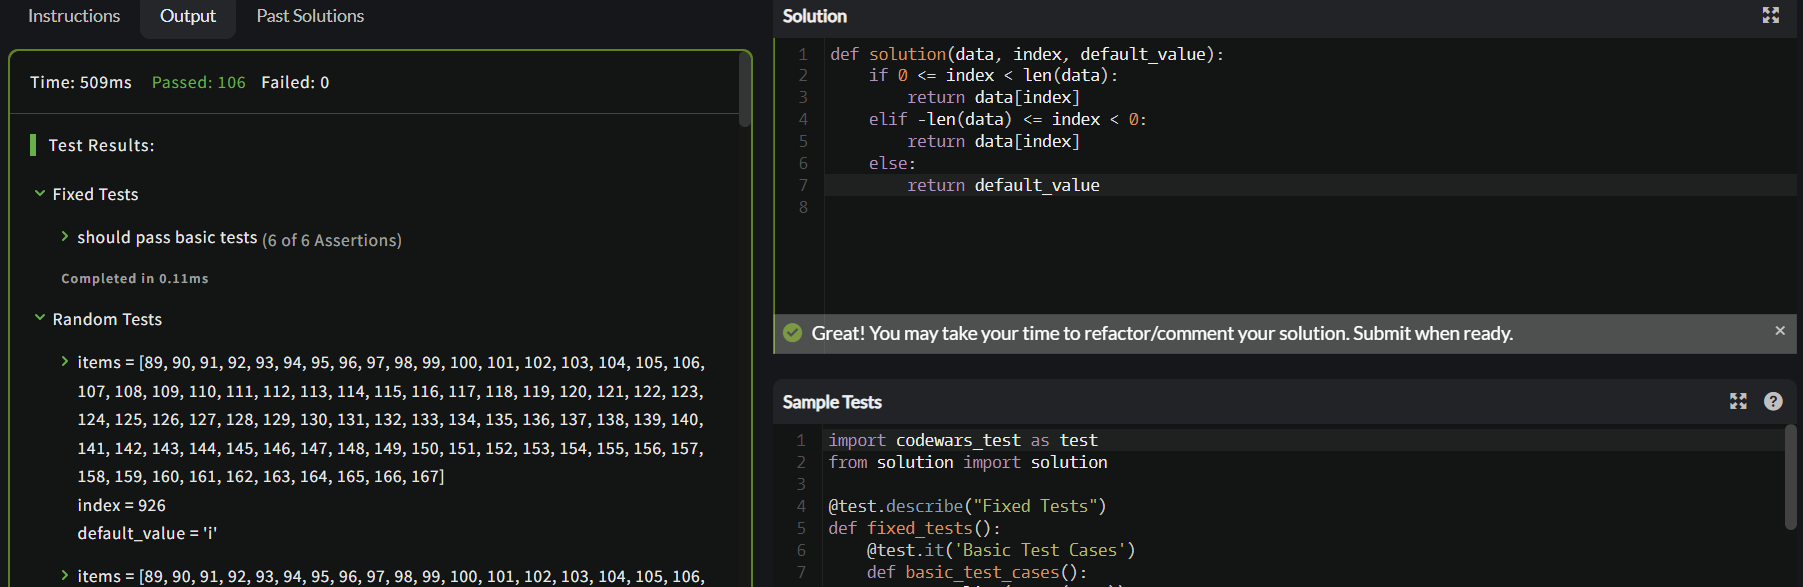 Instructions
Output
Past Solutions
Time: 509ms Passed: 106 Failed: 0
Test Results:
Fixed Tests
should pass basic tests (6 of 6 Assertions)
Completed in 0.11ms
Random Tests
items = [89, 90, 91, 92, 93, 94, 95, 96, 97, 98, 99, 100, 101, 102, 103, 104, 105, 106,
107, 108, 109, 110, 111, 112, 113, 114, 115, 116, 117, 118, 119, 120, 121, 122, 123,
124, 125, 126, 127, 128, 129, 130, 131, 132, 133, 134, 135, 136, 137, 138, 139, 140,
141, 142, 143, 144, 145, 146, 147, 148, 149, 150, 151, 152, 153, 154, 155, 156, 157,
158, 159, 160, 161, 162, 163, 164, 165, 166, 167]
index = 926
default_value = 'i'
items = [89, 90, 91, 92, 93, 94, 95, 96, 97, 98, 99, 100, 101, 102, 103, 104, 105, 106,
Solution
1 def solution(data, index, default_value):
2     if 0 <= index < len(data):
3         return data[index]
4     elif -len(data) <= index < 0:
5         return data[index]
6     else:
7         return default_value
8
Great! You may take your time to refactor/comment your solution. Submit when ready.
Sample Tests
1 import codewars_test as test
2 from solution import solution
3
4 @test.describe("Fixed Tests")
5 def fixed_tests():
6     @test.it('Basic Test Cases')
7     def basic_test_cases():